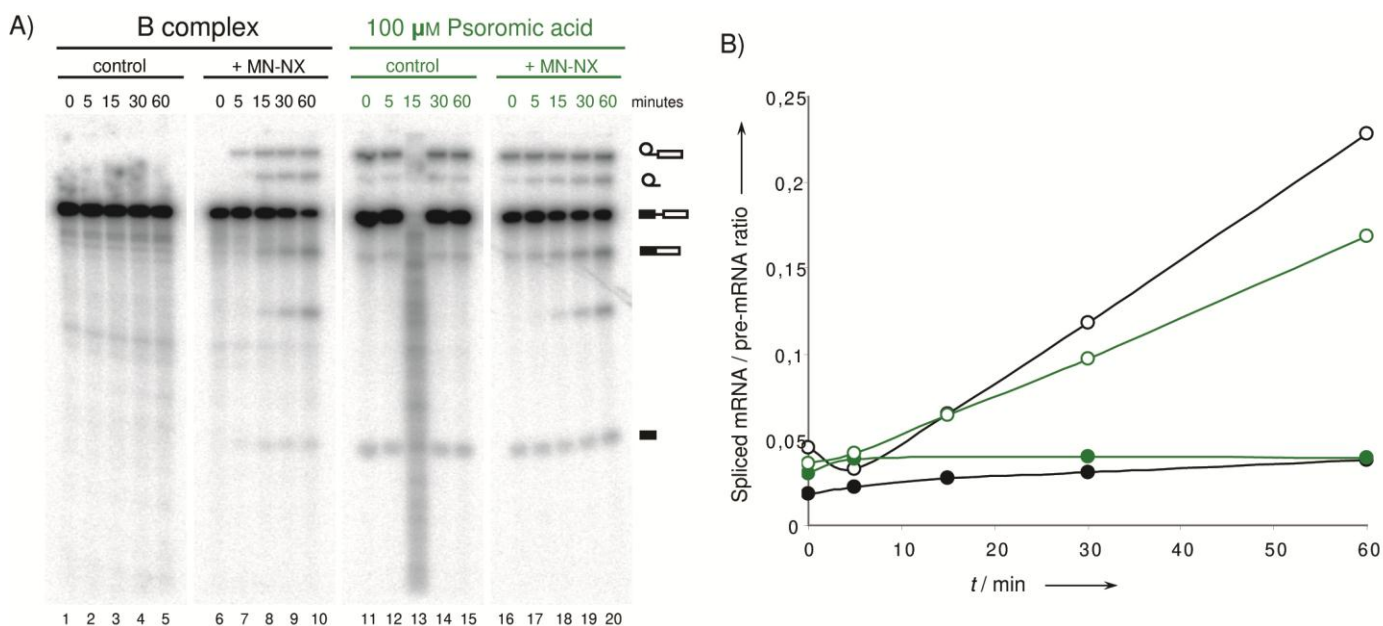 A)
B complex
100 µM Psoromic acid
control
+ MN-NX
control
+ MN-NX
0 5 15 30 60
0 5 15 30 60
0 5 15 30 60
0 5 15 30 60
minutes
1 2 3 4 5
6 7 8 9 10
11 12 13 14 15
16 17 18 19 20
B)
Spliced mRNA / pre-mRNA ratio
0,25
0,2
0,15
0,1
0,05
0
0 10 20 30 40 50 60
t / min